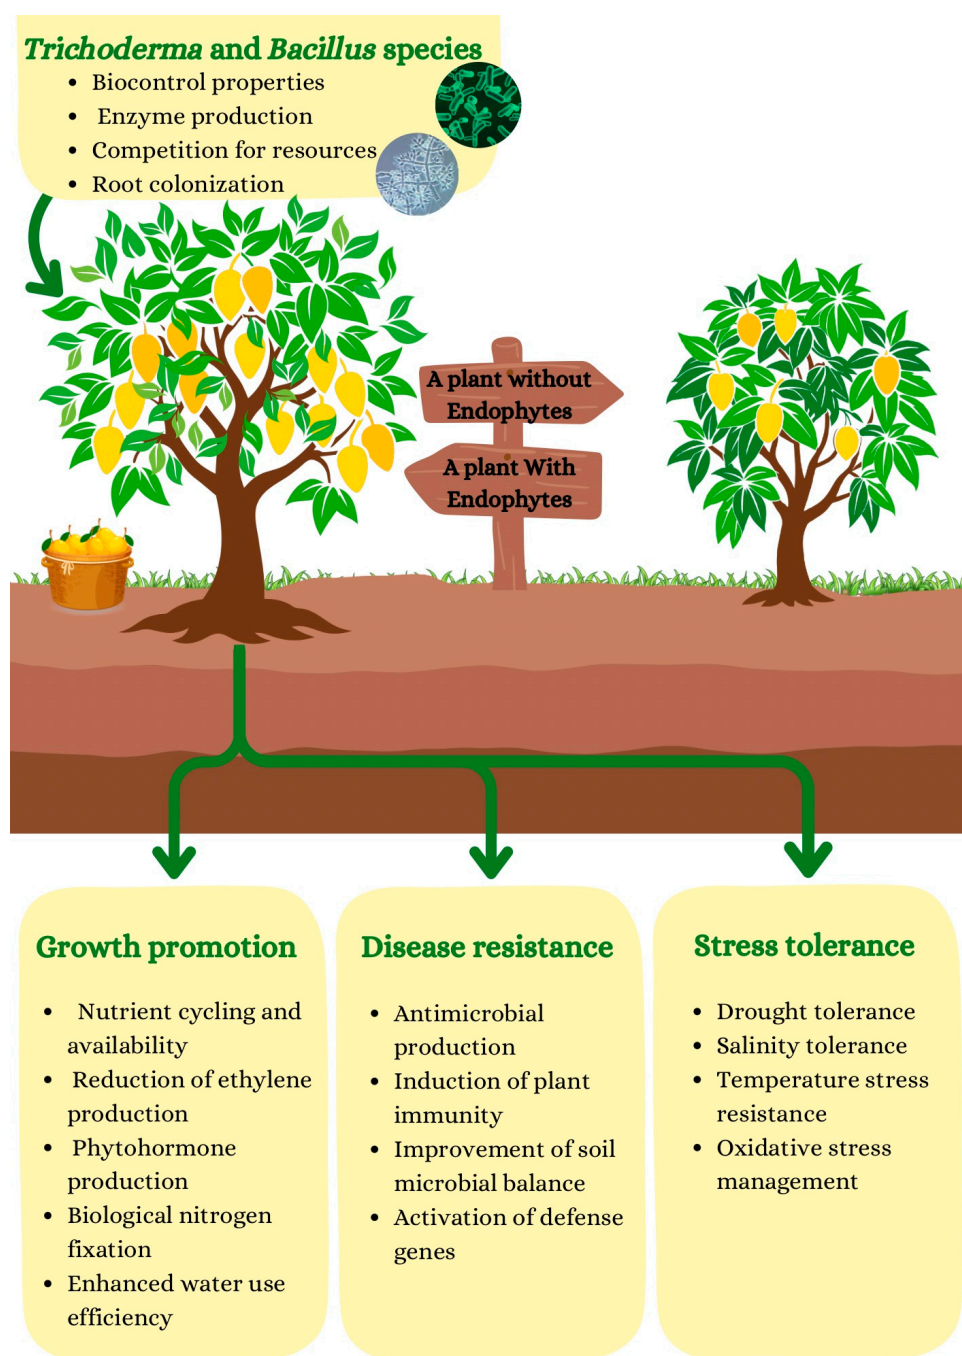 Trichoderma and Bacillus species
• Biocontrol properties
• Enzyme production
• Competition for resources
• Root colonization
A plant without
Endophytes
A plant With
Endophytes
Growth promotion
• Nutrient cycling and
availability
• Reduction of ethylene
production
• Phytohormone
production
• Biological nitrogen
fixation
• Enhanced water use
efficiency
Disease resistance
• Antimicrobial
production
• Induction of plant
immunity
• Improvement of soil
microbial balance
• Activation of defense
genes
Stress tolerance
• Drought tolerance
• Salinity tolerance
• Temperature stress
resistance
• Oxidative stress
management